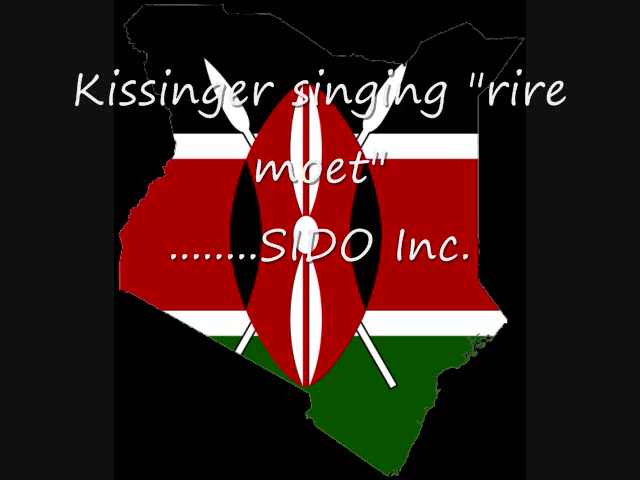 Kissinger singing "rire
moet"
........SIDO Inc.